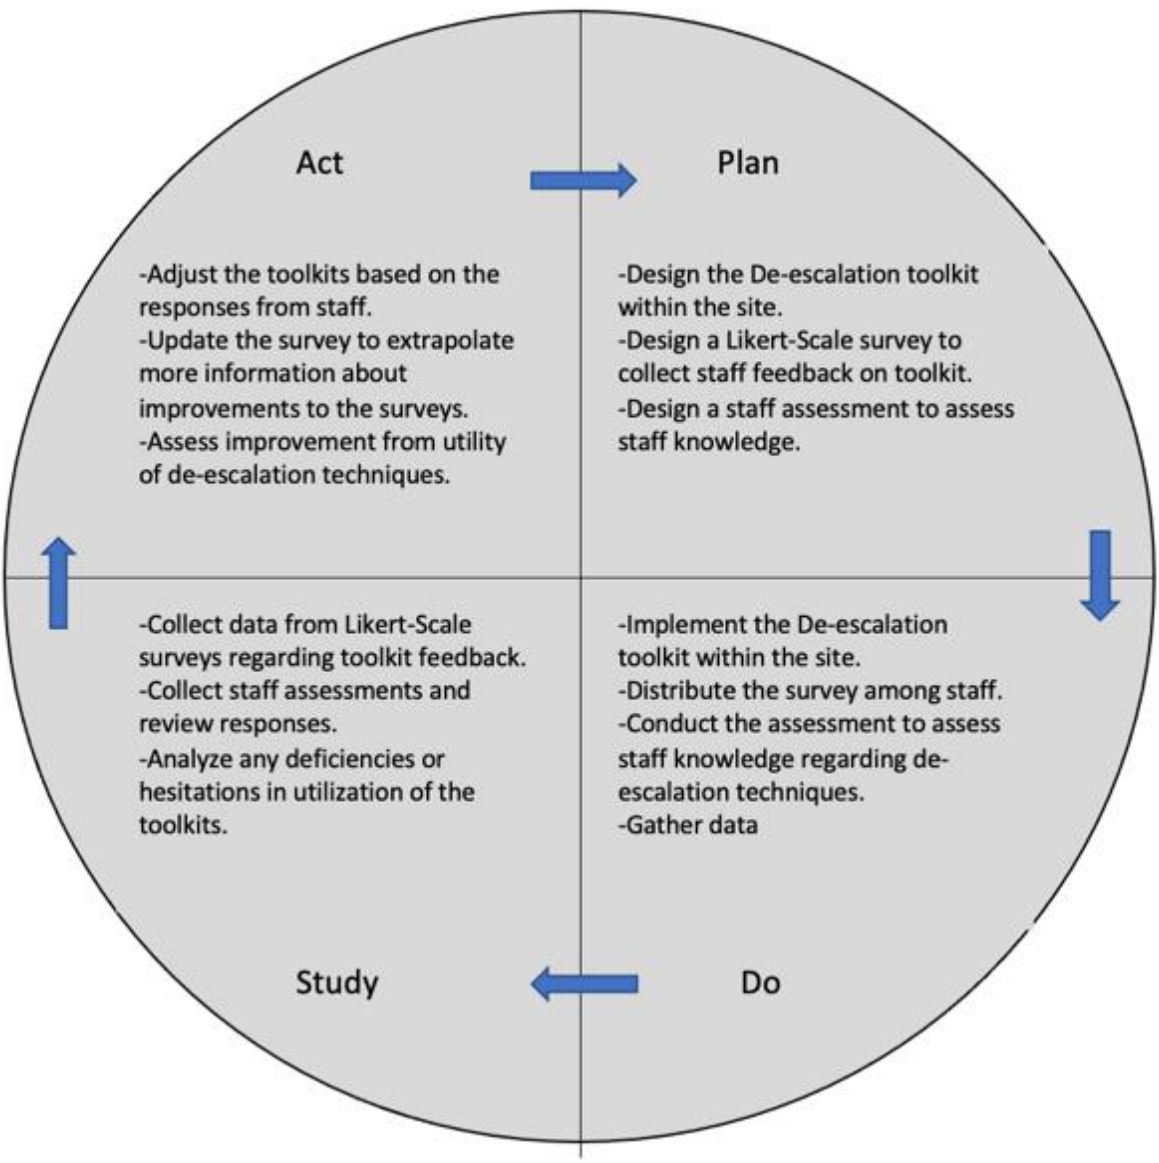 Act
-Adjust the toolkits based on the
responses from staff.
-Update the survey to extrapolate
more information about
improvements to the surveys.
-Assess improvement from utility
of de-escalation techniques.
Plan
-Design the De-escalation toolkit
within the site.
-Design a Likert-Scale survey to
collect staff feedback on toolkit.
-Design a staff assessment to assess
staff knowledge.
-Collect data from Likert-Scale
surveys regarding toolkit feedback.
-Collect staff assessments and
review responses.
-Analyze any deficiencies or
hesitations in utilization of the
toolkits.
Study
-Implement the De-escalation
toolkit within the site.
-Distribute the survey among staff.
-Conduct the assessment to assess
staff knowledge regarding de-
escalation techniques.
-Gather data
Do